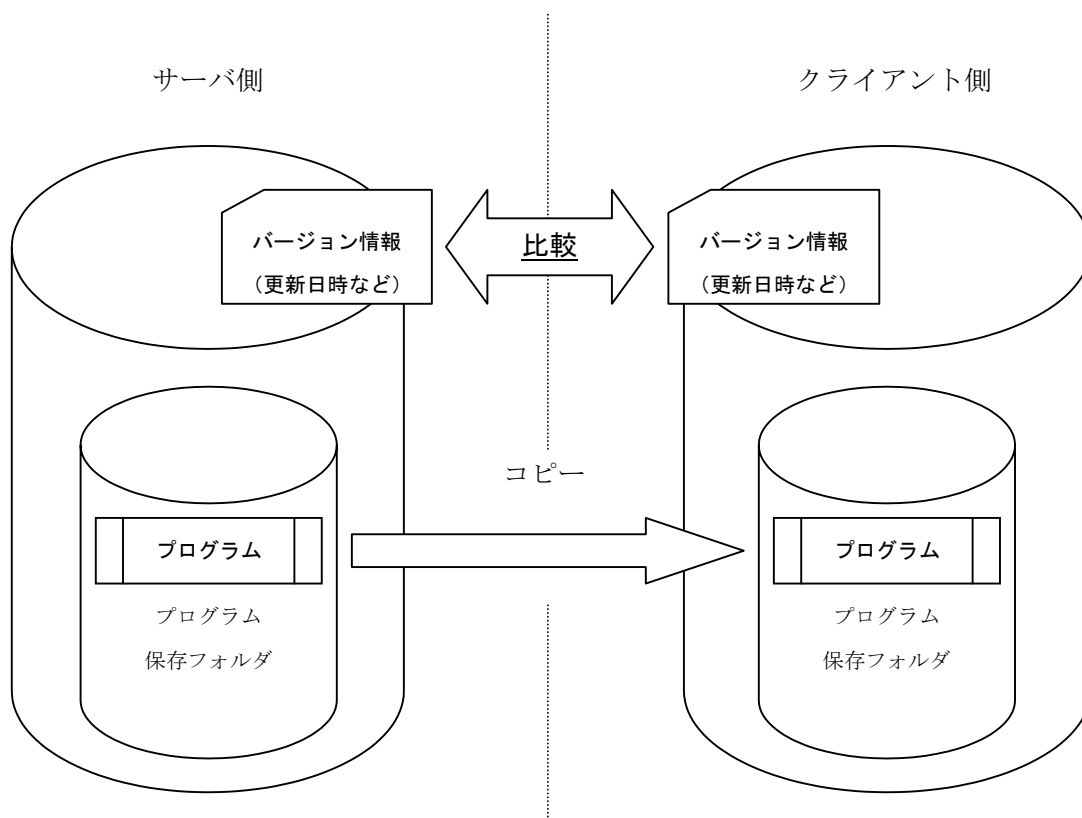 サーバ側
クライアント側
バージョン情報
(更新日時など)
比較
バージョン情報
(更新日時など)
コピー
プログラム
プログラム
保存フォルダ
プログラム
プログラム
保存フォルダ